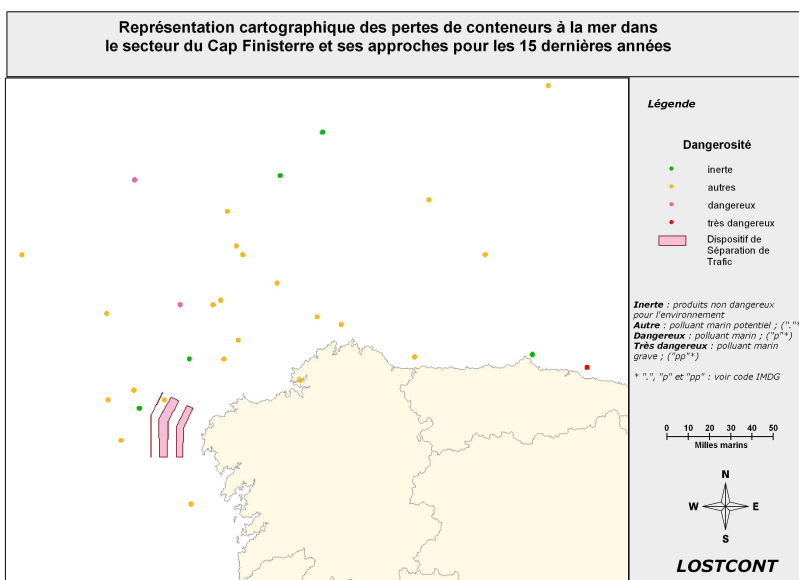 Représentation cartographique des pertes de conteneurs à la mer dans
le secteur du Cap Finisterre et ses approches pour les 15 dernières années
Légende
Dangerosité
inerte
autres
dangereux
très dangereux
Dispositif de
Séparation de
Trafic
Inerte : produits non dangereux
pour l'environnement
Autre : polluant marin potentiel ; ("."*
Dangereux : polluant marin ; ("p"*)
Très dangereux : polluant marin
grave ; ("pp"*)
* ".", "p" et "pp" : voir code IMDG
0 10 20 30 40 50
Milles marins
N
W E
S
LOSTCONT